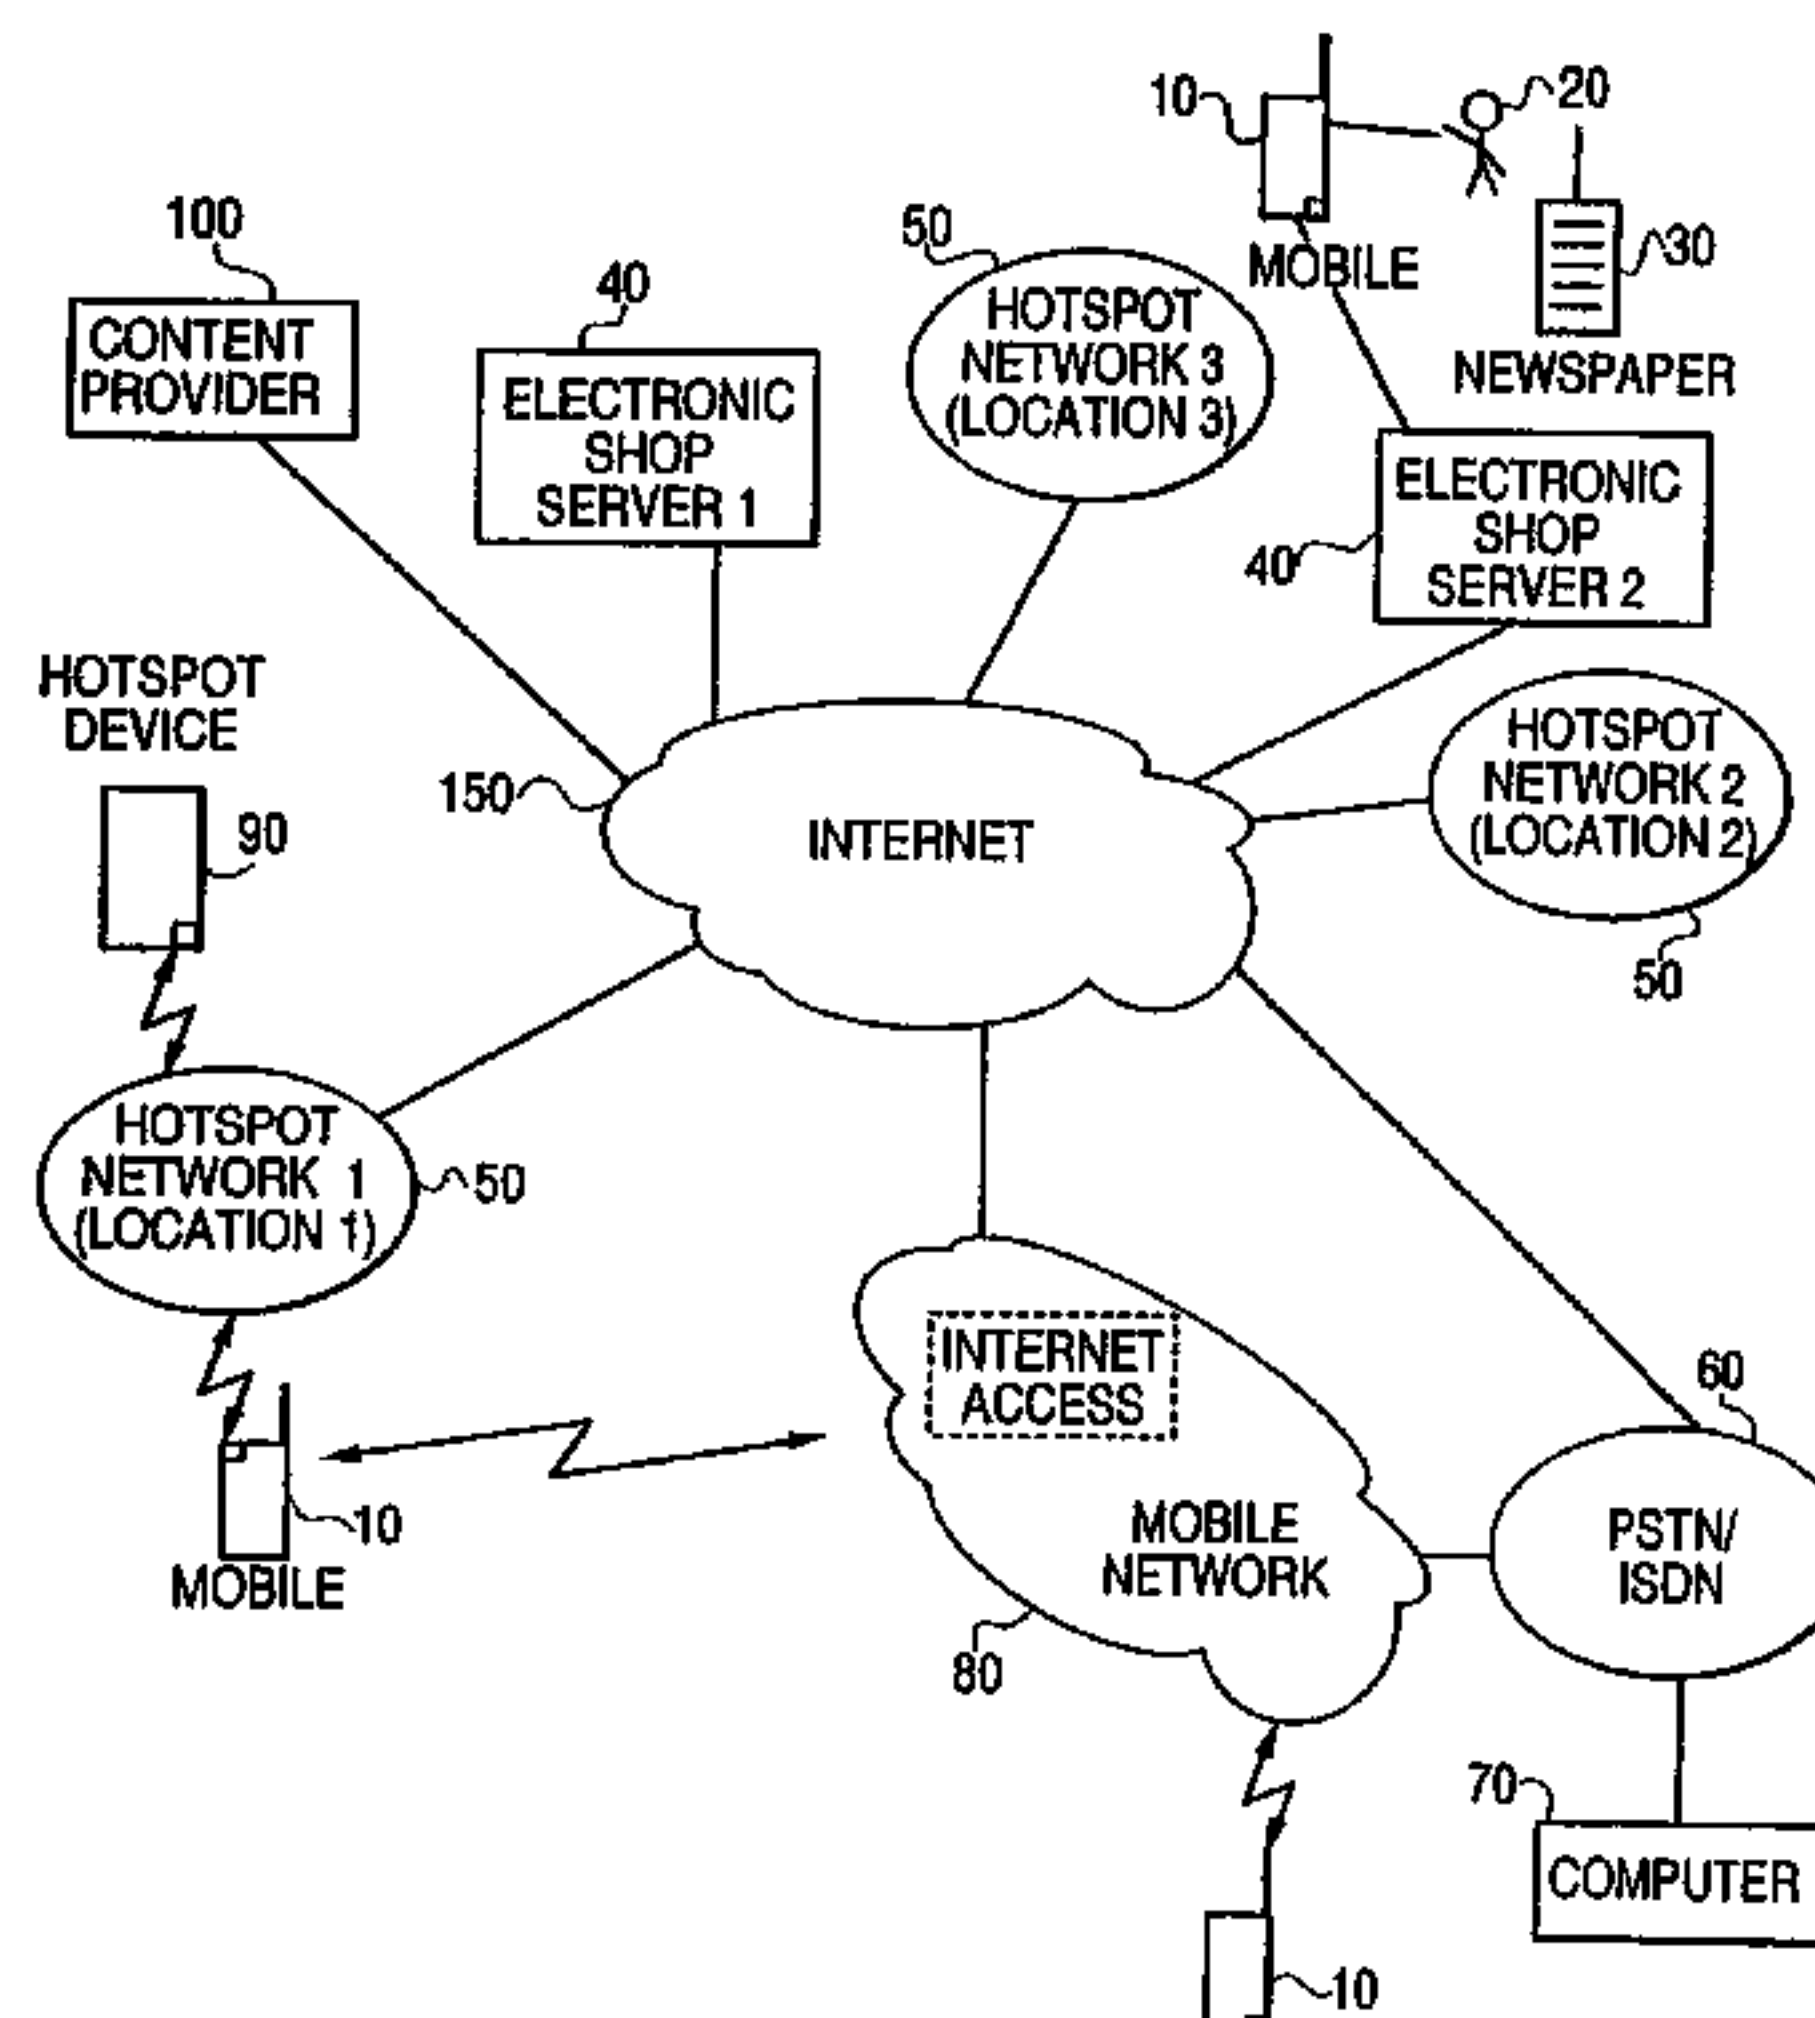 10
20
100
50
MOBILE
30
40
HOTSPOT
NETWORK 3
(LOCATION 3)
CONTENT
PROVIDER
NEWSPAPER
ELECTRONIC
SHOP
SERVER 1
ELECTRONIC
SHOP
SERVER 2
40
HOTSPOT
DEVICE
HOTSPOT
NETWORK 2
(LOCATION 2)
150
INTERNET
90
50
HOTSPOT
NETWORK 1
(LOCATION 1)
50
INTERNET
ACCESS
60
10
MOBILE
MOBILE
NETWORK
PSTN/
ISDN
80
70
COMPUTER
10